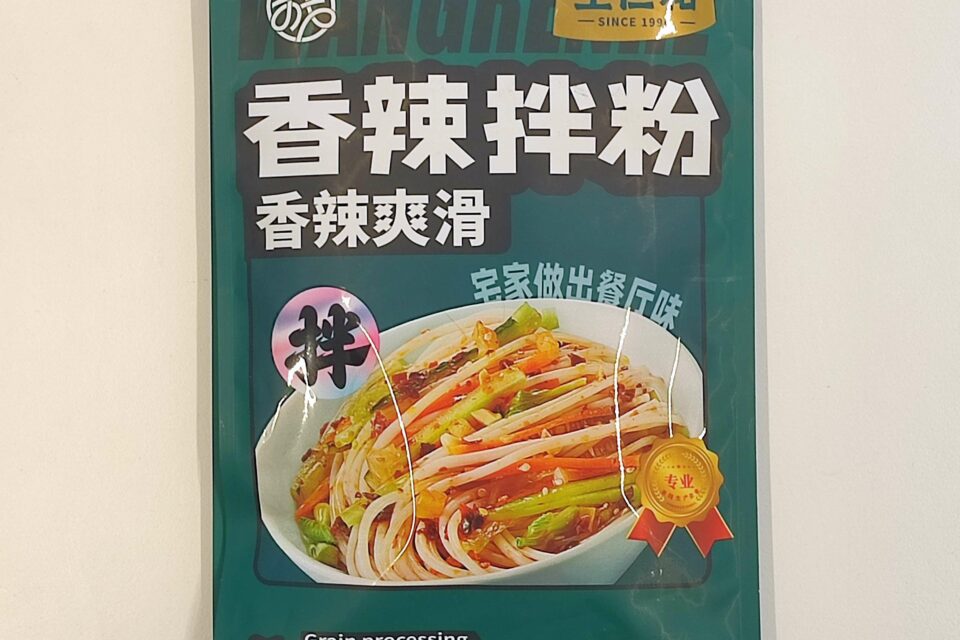 SINCE 199
香辣拌粉
香辣爽滑
宅家做出餐厅味
拌
专业
Grain processing